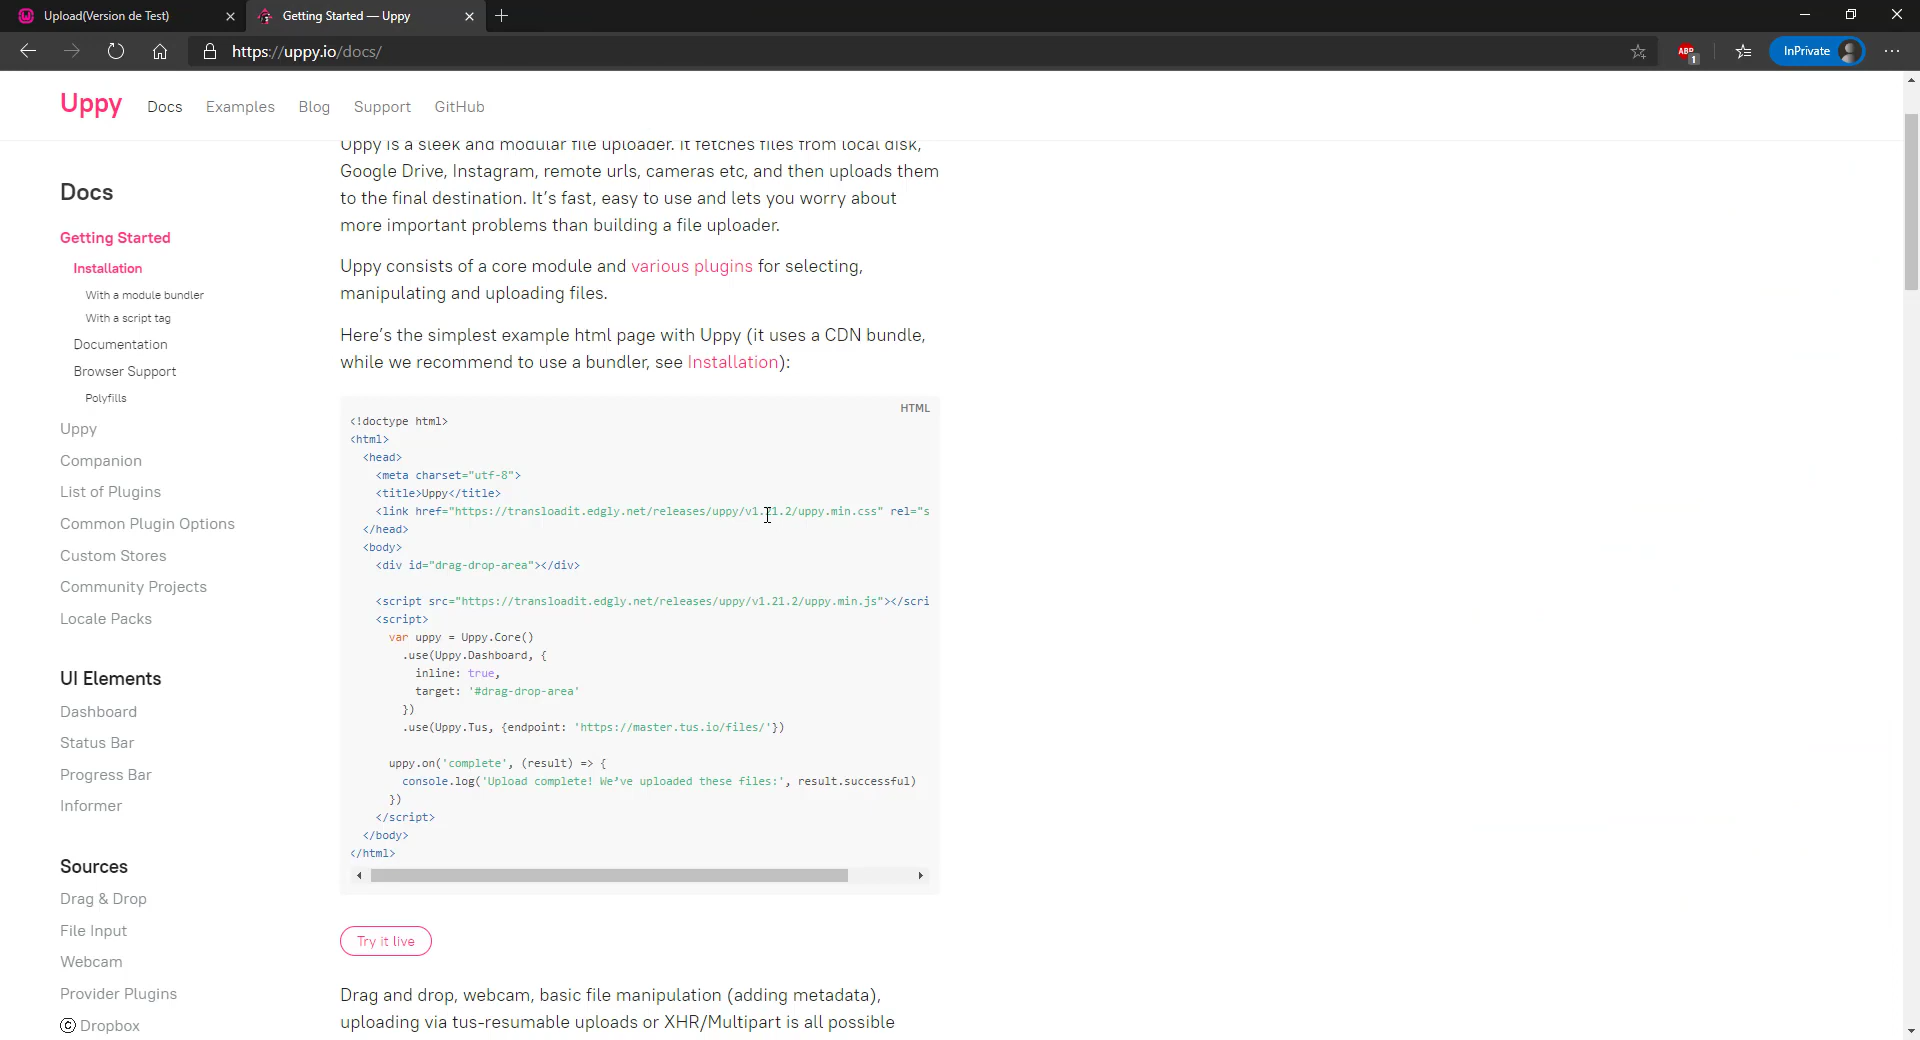 Upload(Version de Test)
Getting Started — Uppy
https://uppy.io/docs/
ABP
1
InPrivate
Uppy
Docs
Examples
Blog
Support
GitHub
Docs
Getting Started
Installation
With a module bundler
With a script tag
Documentation
Browser Support
Polyfills
Uppy
Companion
List of Plugins
Common Plugin Options
Custom Stores
Community Projects
Locale Packs
UI Elements
Dashboard
Status Bar
Progress Bar
Informer
Sources
Drag & Drop
File Input
Webcam
Provider Plugins
ⓒ Dropbox
Uppy is a sleek and modular file uploader. It fetches files from local disk,
Google Drive, Instagram, remote urls, cameras etc, and then uploads them
to the final destination. It’s fast, easy to use and lets you worry about
more important problems than building a file uploader.
Uppy consists of a core module and various plugins for selecting,
manipulating and uploading files.
Here’s the simplest example html page with Uppy (it uses a CDN bundle,
while we recommend to use a bundler, see Installation):
HTML
<!doctype html>
<html>
<head>
<meta charset="utf-8">
<title>Uppy</title>
<link href="https://transloadit.edgly.net/releases/uppy/v1.21.2/uppy.min.css" rel="s
</head>
<body>
<div id="drag-drop-area"></div>
<script src="https://transloadit.edgly.net/releases/uppy/v1.21.2/uppy.min.js"></scri
<script>
var uppy = Uppy.Core()
.use(Uppy.Dashboard, {
inline: true,
target: '#drag-drop-area'
})
.use(Uppy.Tus, {endpoint: 'https://master.tus.io/files/'})
uppy.on('complete', (result) => {
console.log('Upload complete! We’ve uploaded these files:', result.successful)
})
</script>
</body>
</html>
Try it live
Drag and drop, webcam, basic file manipulation (adding metadata),
uploading via tus-resumable uploads or XHR/Multipart is all possible